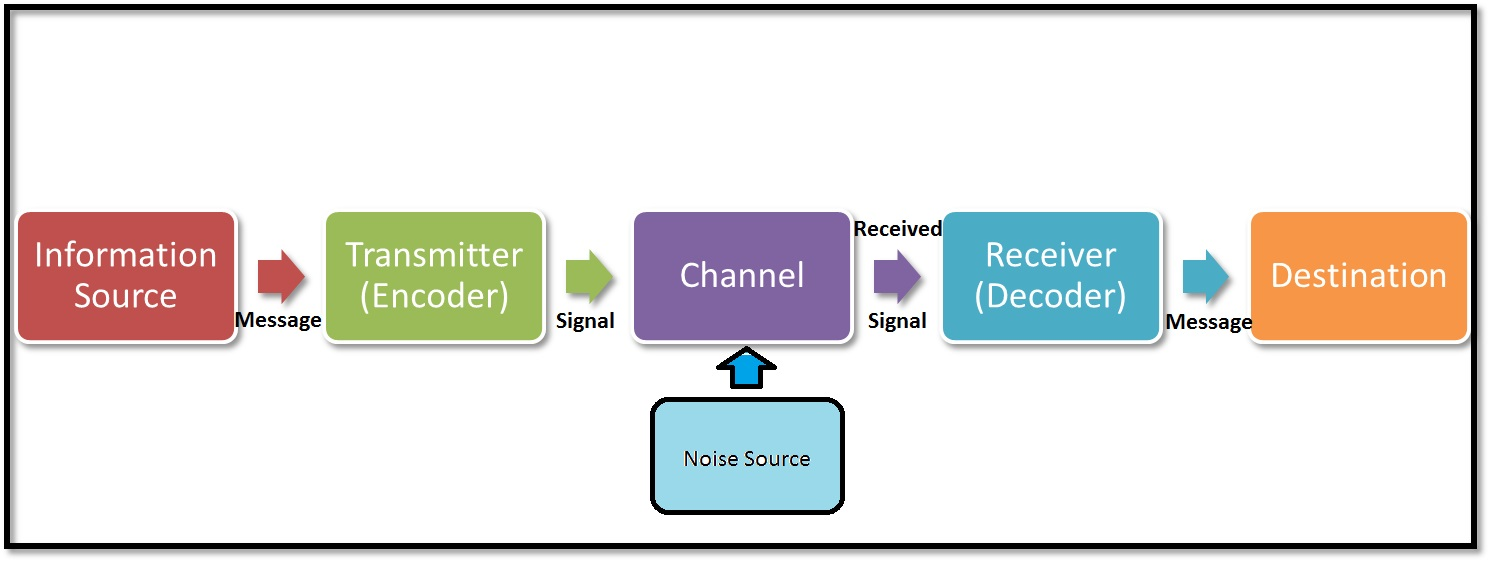 Information
Source
Message
Transmitter
(Encoder)
Signal
Channel
Received
Signal
Receiver
(Decoder)
Message
Destination
Noise Source